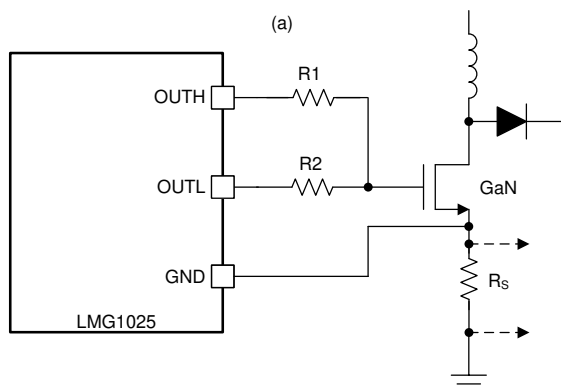 (a)
R1
OUTH
R2
OUTL
GaN
GND
RS
LMG1025